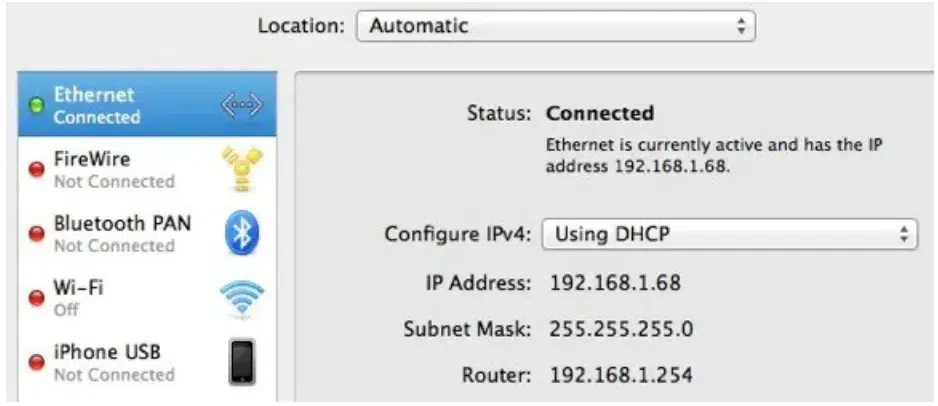 Location: Automatic
Ethernet
Connected
FireWire
Not Connected
Bluetooth PAN
Not Connected
Wi-Fi
Off
iPhone USB
Not Connected
Status: Connected
Ethernet is currently active and has the IP
address 192.168.1.68.
Configure IPv4: Using DHCP
IP Address: 192.168.1.68
Subnet Mask: 255.255.255.0
Router: 192.168.1.254